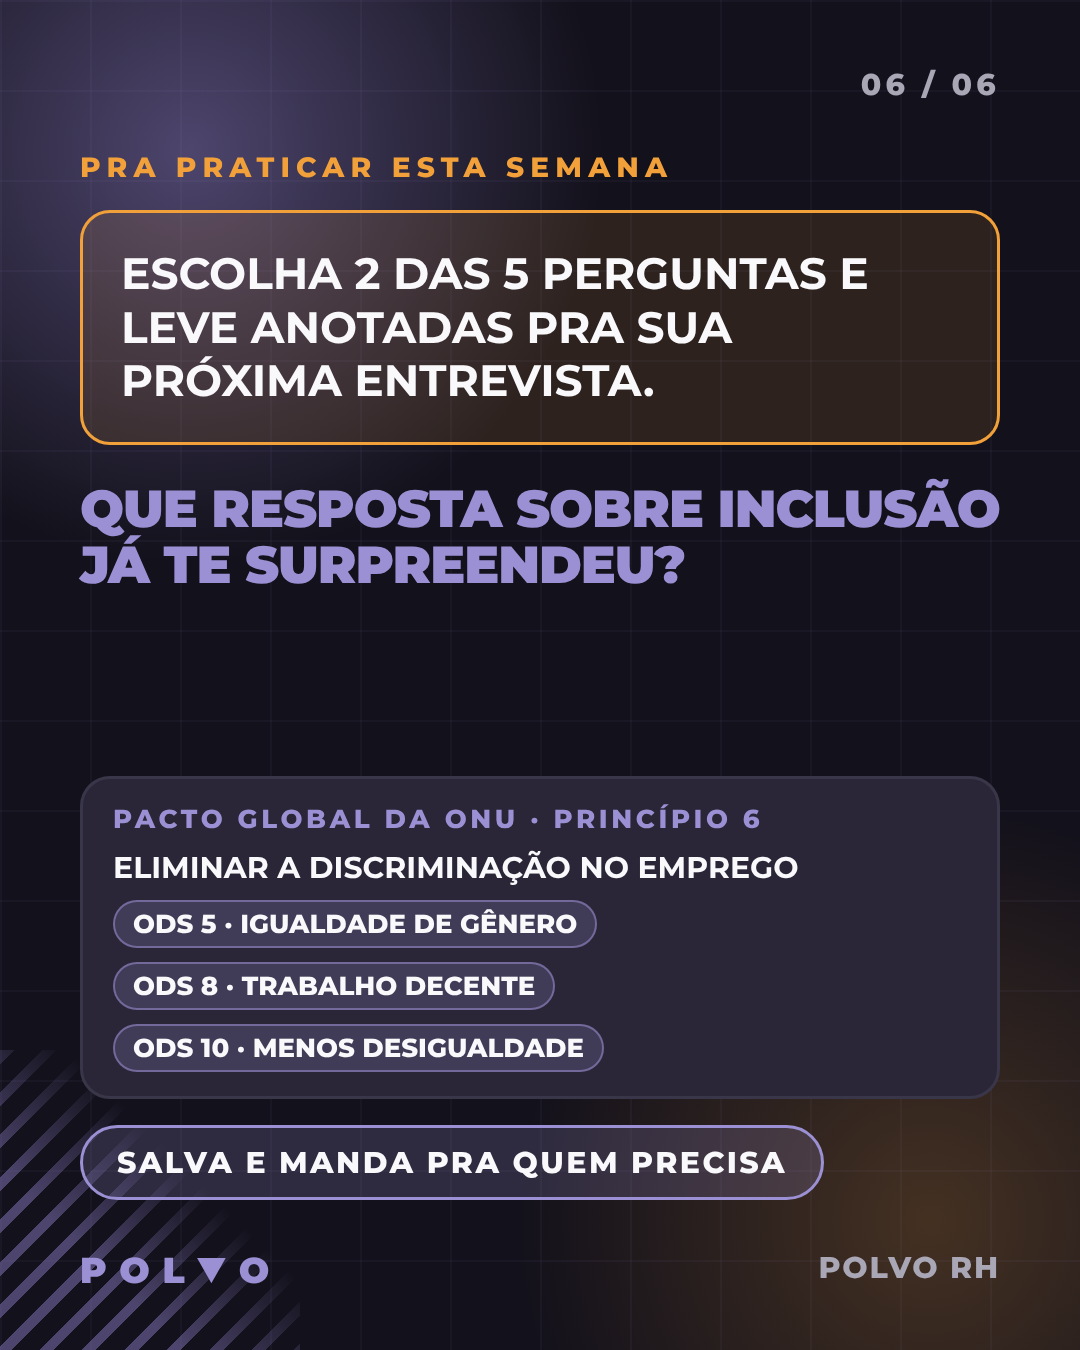 06 / 06
PRA PRATICAR ESTA SEMANA
ESCOLHA 2 DAS 5 PERGUNTAS E
LEVE ANOTADAS PRA SUA
PRÓXIMA ENTREVISTA.
QUE RESPOSTA SOBRE INCLUSÃO
JÁ TE SURPREENDEU?
PACTO GLOBAL DA ONU · PRINCÍPIO 6
ELIMINAR A DISCRIMINAÇÃO NO EMPREGO
ODS 5 · IGUALDADE DE GÊNERO
ODS 8 · TRABALHO DECENTE
ODS 10 · MENOS DESIGUALDADE
SALVA E MANDA PRA QUEM PRECISA
POL▼O
POLVO RH